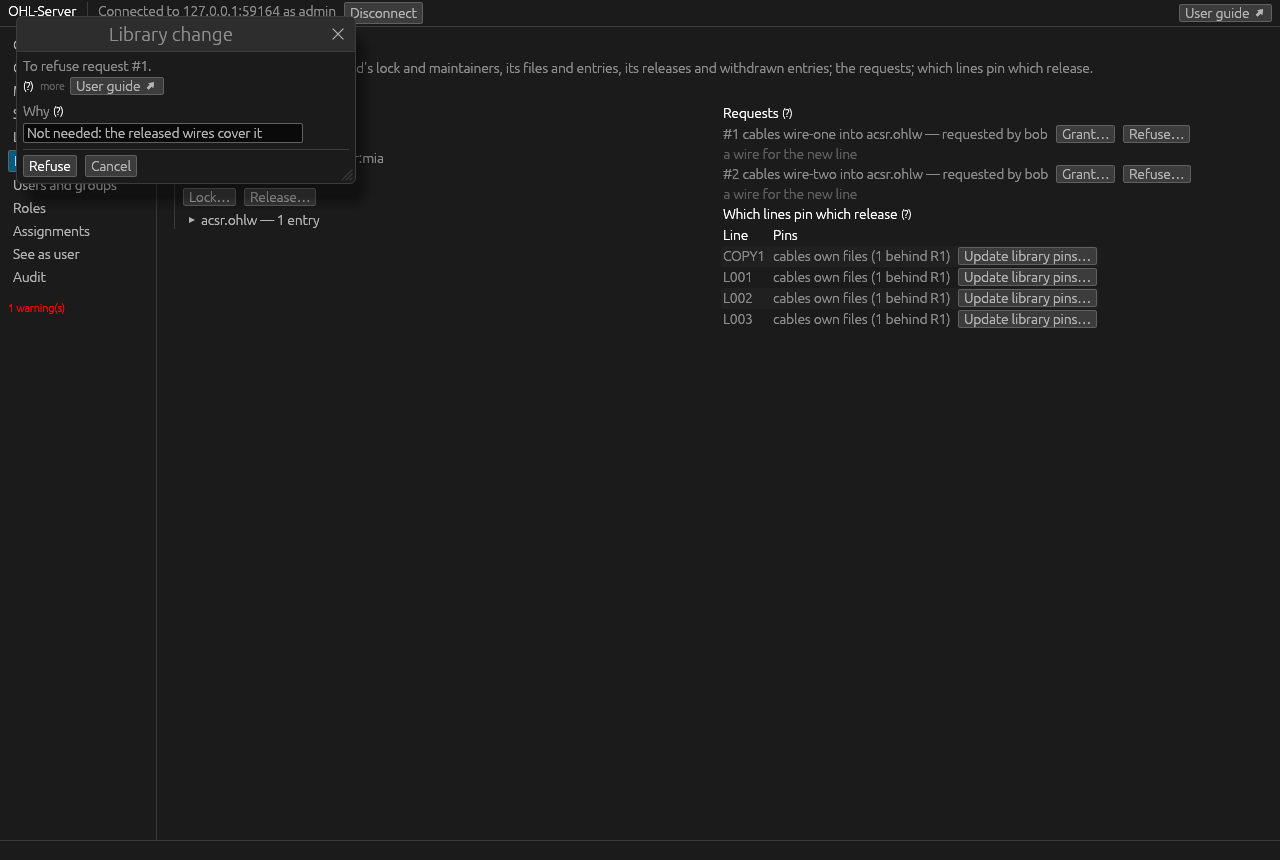 OHL-Server
Connected to 127.0.0.1:59164 as admin
Disconnect
User guide
Library change
To refuse request #1.
(?) more User guide
Why (?)
Not needed: the released wires cover it
Refuse Cancel
d's lock and maintainers, its files and entries, its releases and withdrawn entries; the requests; which lines pin which release.
Users and groups
Roles
Assignments
See as user
Audit
1 warning(s)
Lock... Release...
acsr.ohlw — 1 entry
Requests (?)
#1 cables wire-one into acsr.ohlw — requested by bob Grant... Refuse...
a wire for the new line
#2 cables wire-two into acsr.ohlw — requested by bob Grant... Refuse...
a wire for the new line
Which lines pin which release (?)
Line Pins
COPY1 cables own files (1 behind R1) Update library pins...
L001 cables own files (1 behind R1) Update library pins...
L002 cables own files (1 behind R1) Update library pins...
L003 cables own files (1 behind R1) Update library pins...